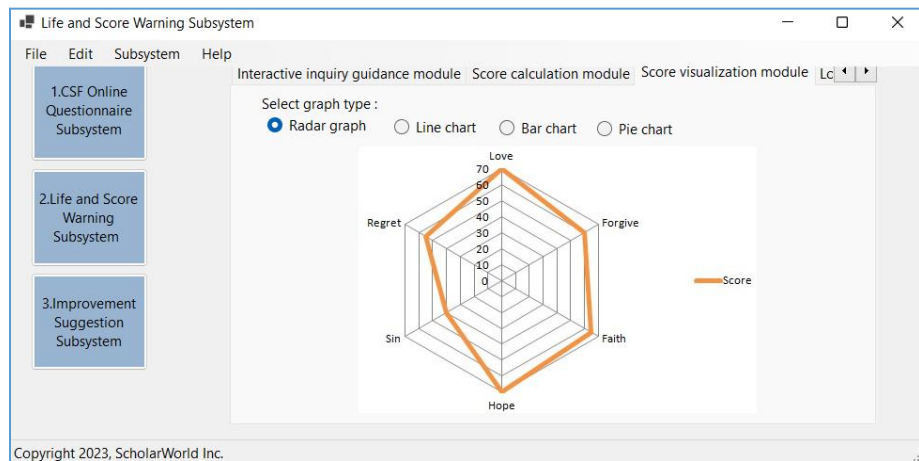 Life and Score Warning Subsystem
File Edit Subsystem Help
1.CSF Online
Questionnaire
Subsystem
2.Life and Score
Warning
Subsystem
3.Improvement
Suggestion
Subsystem
Interactive inquiry guidance module Score calculation module Score visualization module Lo
Select graph type :
Radar graph Line chart Bar chart Pie chart
Love
70
60
50
40
30
20
10
0
Regret
Forgive
Score
Sin
Faith
Hope
Copyright 2023, ScholarWorld Inc.